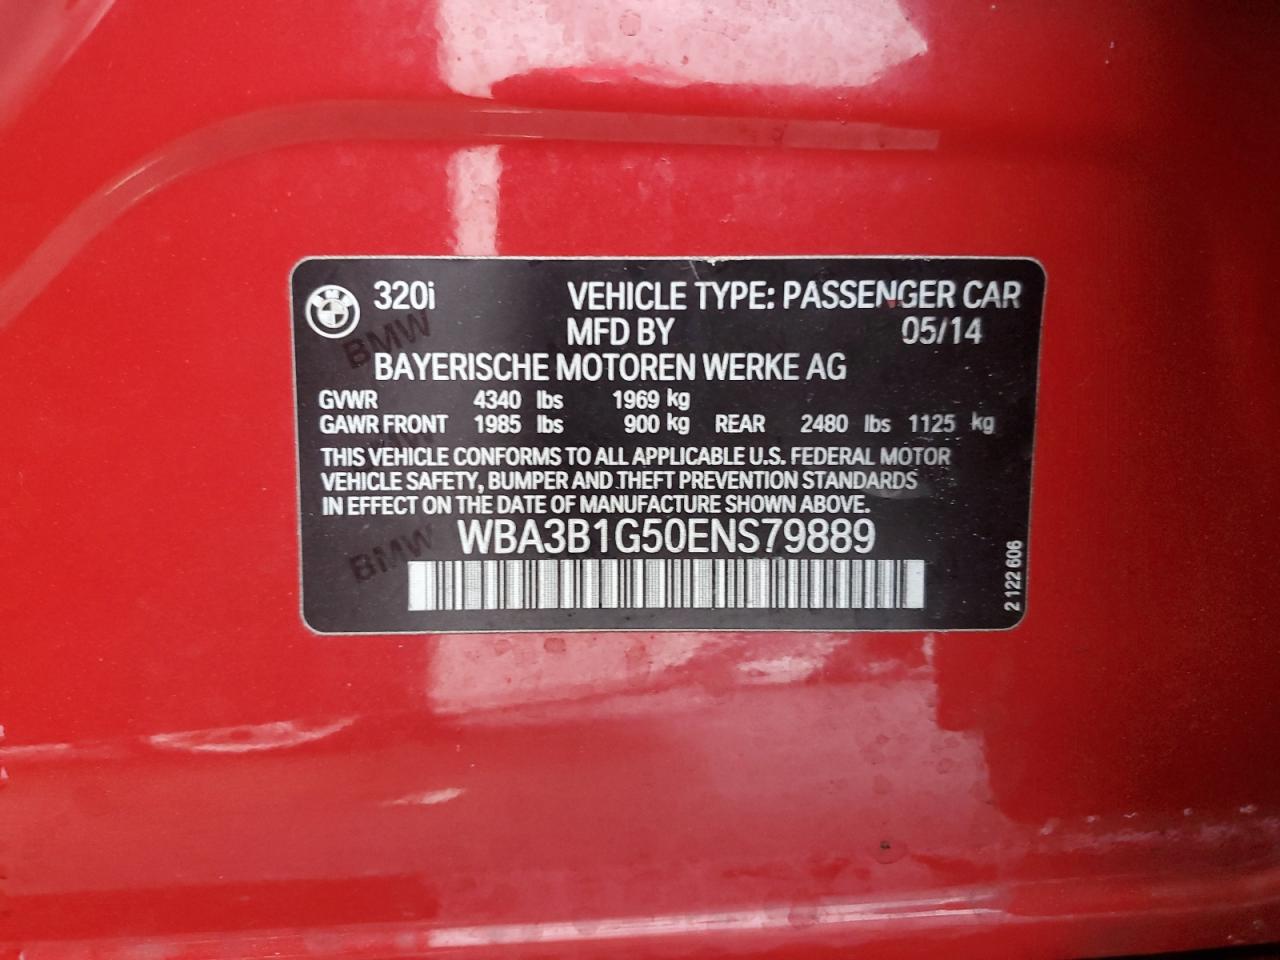 320i VEHICLE TYPE: PASSENGER CAR
MFD BY 05/14
BAYERISCHE MOTOREN WERKE AG
GVWR 4340 lbs 1969 kg
GAWR FRONT 1985 lbs 900 kg REAR 2480 lbs 1125 kg
THIS VEHICLE CONFORMS TO ALL APPLICABLE U.S. FEDERAL MOTOR
VEHICLE SAFETY, BUMPER AND THEFT PREVENTION STANDARDS
IN EFFECT ON THE DATE OF MANUFACTURE SHOWN ABOVE.
WBA3B1G50ENS79889
2 122 606
BMW
BMW
BMW